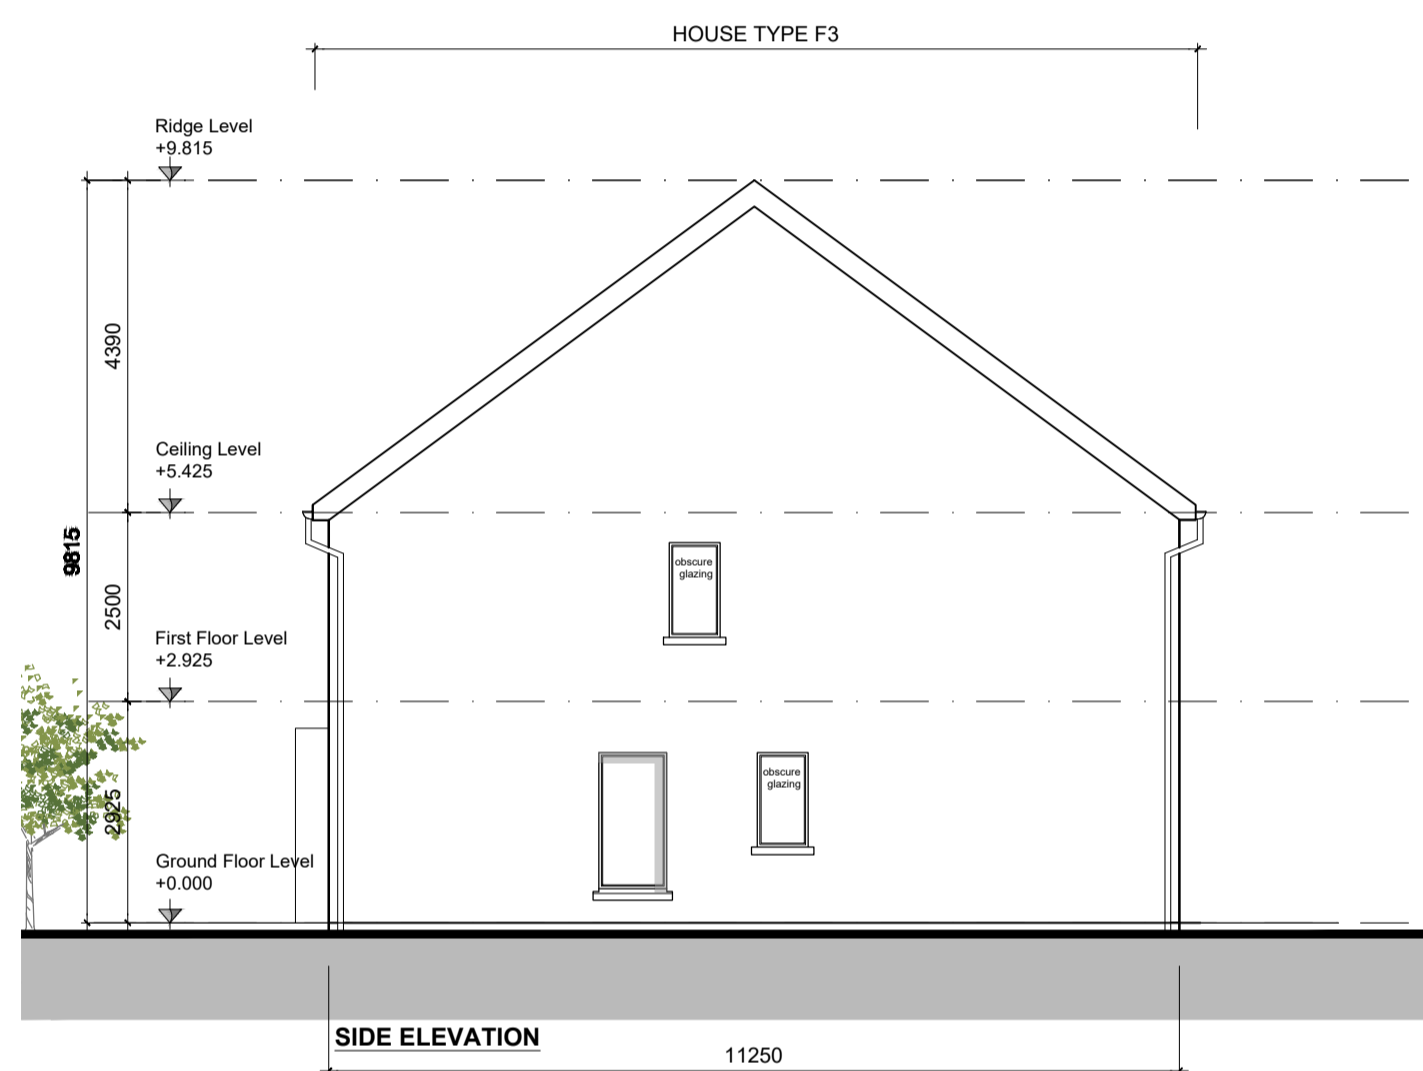 HOUSE TYPE F3
Ridge Level
+9.815
4390
Ceiling Level
+5.425
9815
2500
obscure
glazing
First Floor Level
+2.925
2925
obscure
glazing
Ground Floor Level
+0.000
SIDE ELEVATION
11250